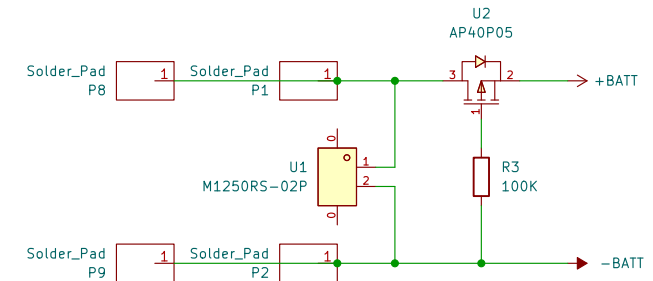 U2
AP40P05
Solder_Pad
P8
1
Solder_Pad
P1
1
3
2
+BATT
1
0
U1
M1250RS-02P
1
2
0
R3
100K
Solder_Pad
P9
1
Solder_Pad
P2
1
-BATT